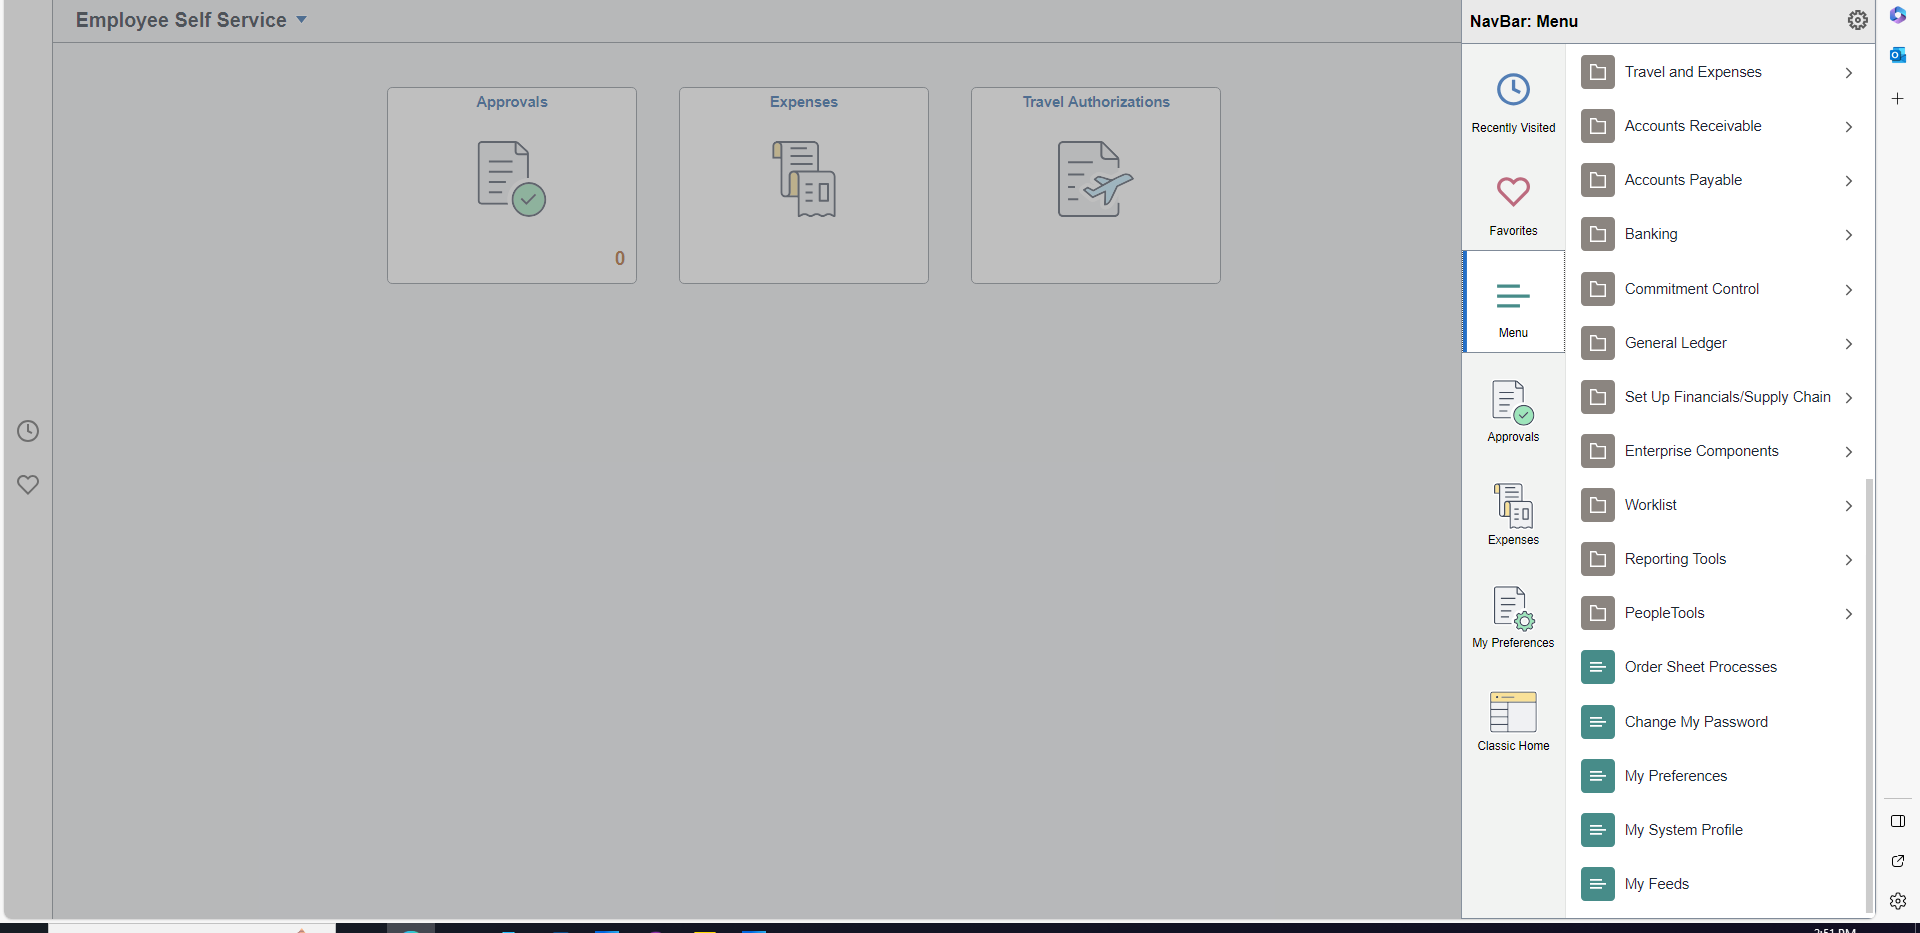 Employee Self Service
Approvals
0
Expenses
Travel Authorizations
NavBar: Menu
Recently Visited
Favorites
Menu
Approvals
Expenses
My Preferences
Classic Home
Travel and Expenses
Accounts Receivable
Accounts Payable
Banking
Commitment Control
General Ledger
Set Up Financials/Supply Chain
Enterprise Components
Worklist
Reporting Tools
PeopleTools
Order Sheet Processes
Change My Password
My Preferences
My System Profile
My Feeds